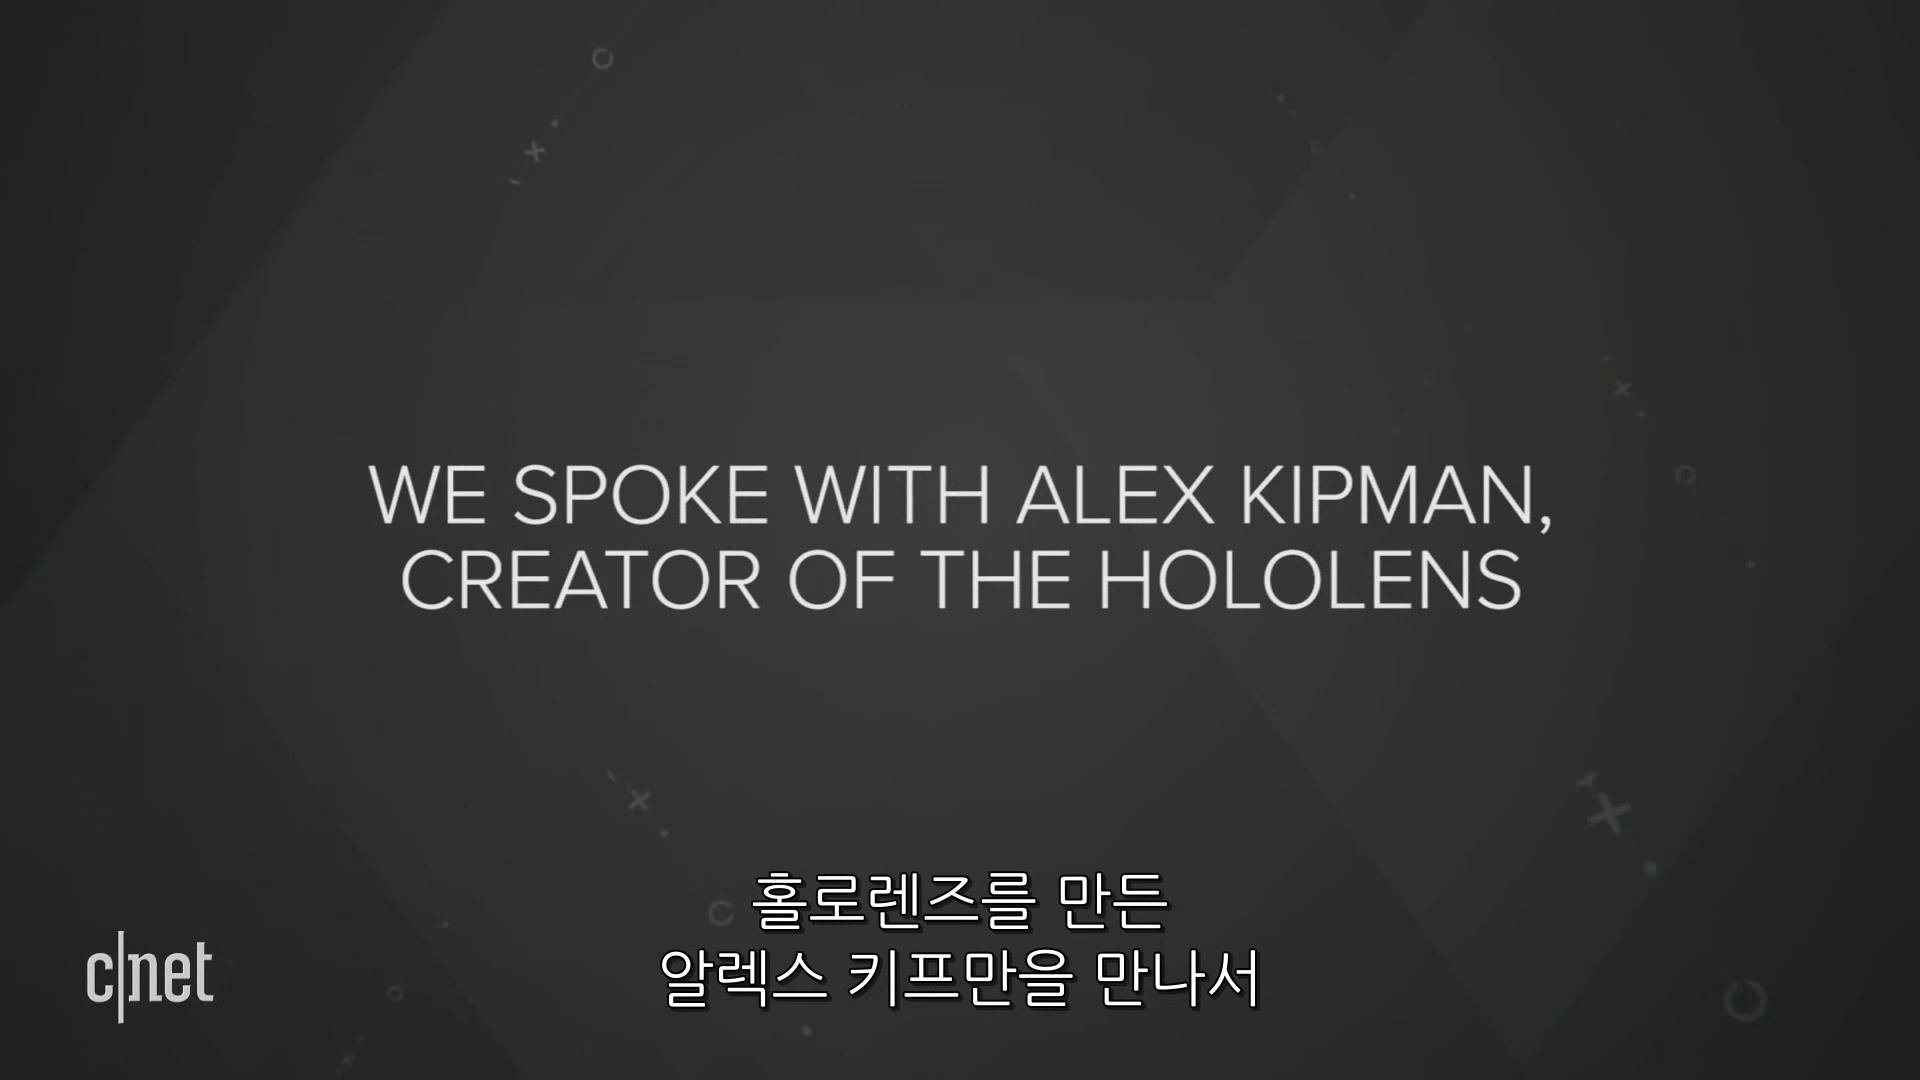 WE SPOKE WITH ALEX KIPMAN,
CREATOR OF THE HOLOLENS
홀로렌즈를 만든
알렉스 키프만을 만나서
c|net